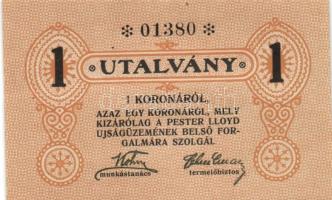 * 01380 *
1 · UTALVÁNY · 1
1 KORONÁRÓL,
AZAZ EGY KORONÁRÓL, MELY
KIZÁRÓLAG A PESTER LLOYD
UJSÁGÜZEMÉNEK BELSŐ FOR-
GALMÁRA SZOLGÁL
munkástanács termelőbiztos